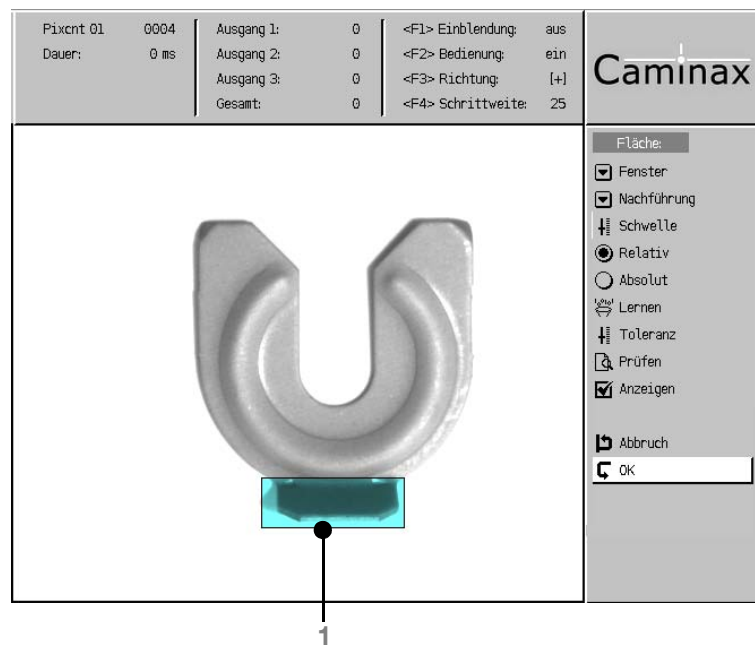 Pixcnt 01 0004
Dauer: 0 ms
Ausgang 1: 0
Ausgang 2: 0
Ausgang 3: 0
Gesamt: 0
<F1> Einblendung: aus
<F2> Bedienung: ein
<F3> Richtung: [+]
<F4> Schrittweite: 25
Caminax
Fläche:
Fenster
Nachführung
Schwelle
Relativ
Absolut
Lernen
Toleranz
Prüfen
Anzeigen
Abbruch
OK
1